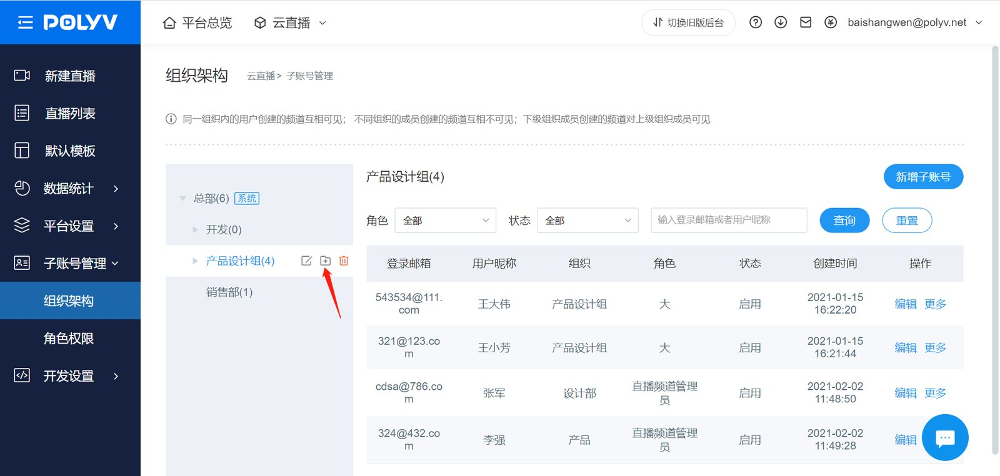 POLYV
平台总览
云直播
切换旧版后台
baishangwen@polyv.net
新建直播
直播列表
默认模板
数据统计
平台设置
子账号管理
组织架构
角色权限
开发设置
组织架构
云直播> 子账号管理
同一组织内的用户创建的频道互相可见； 不同组织的成员创建的频道互相不可见；下级组织成员创建的频道对上级组织成员可见
总部(6) 系统
开发(0)
产品设计组(4)
销售部(1)
产品设计组(4)
新增子账号
角色 全部 状态 全部 输入登录邮箱或者用户昵称 查询 重置
登录邮箱 用户昵称 组织 角色 状态 创建时间 操作
543534@111.com 王大伟 产品设计组 大 启用 2021-01-15 16:22:20 编辑 更多
321@123.com 王小芳 产品设计组 大 启用 2021-01-15 16:21:44 编辑 更多
cdsa@786.com 张军 设计部 直播频道管理员 启用 2021-02-02 11:48:50 编辑 更多
324@432.com 李强 产品 直播频道管理员 启用 2021-02-02 11:49:28 编辑